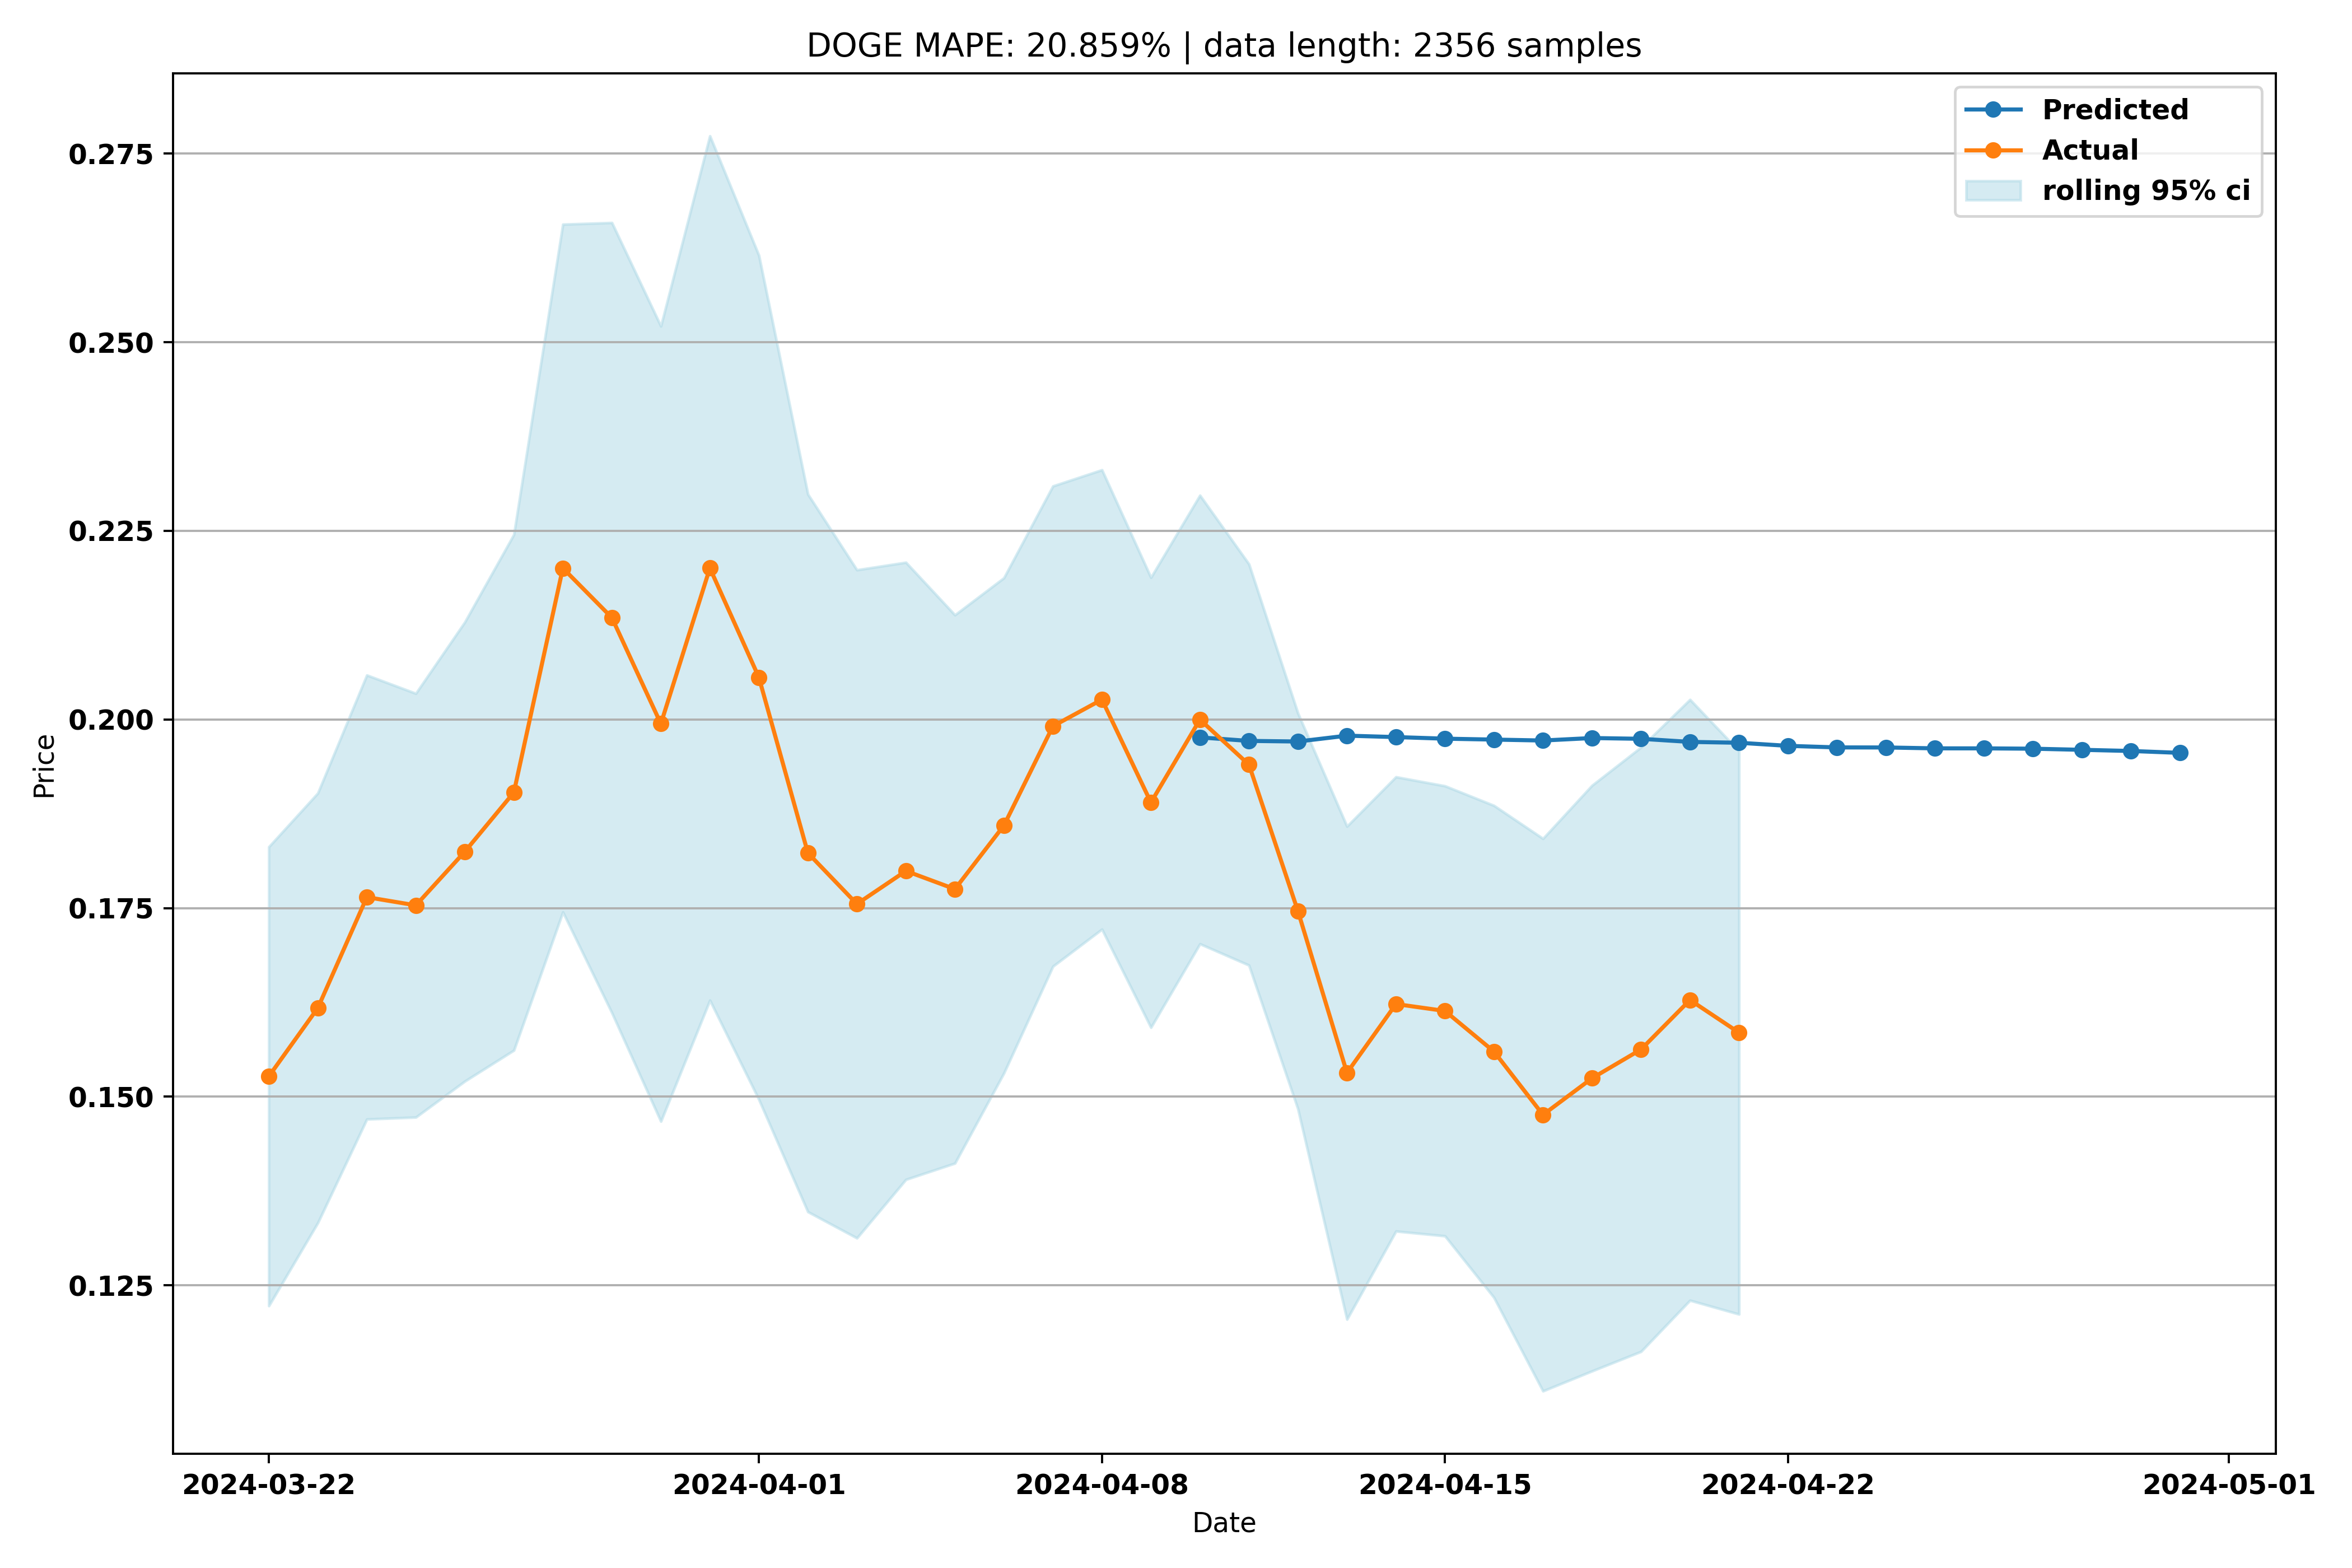 DOGE MAPE: 20.859% | data length: 2356 samples
Predicted
Actual
rolling 95% ci
0.275
0.250
0.225
0.200
0.175
0.150
0.125
Price
2024-03-22
2024-04-01
2024-04-08
2024-04-15
2024-04-22
2024-05-01
Date